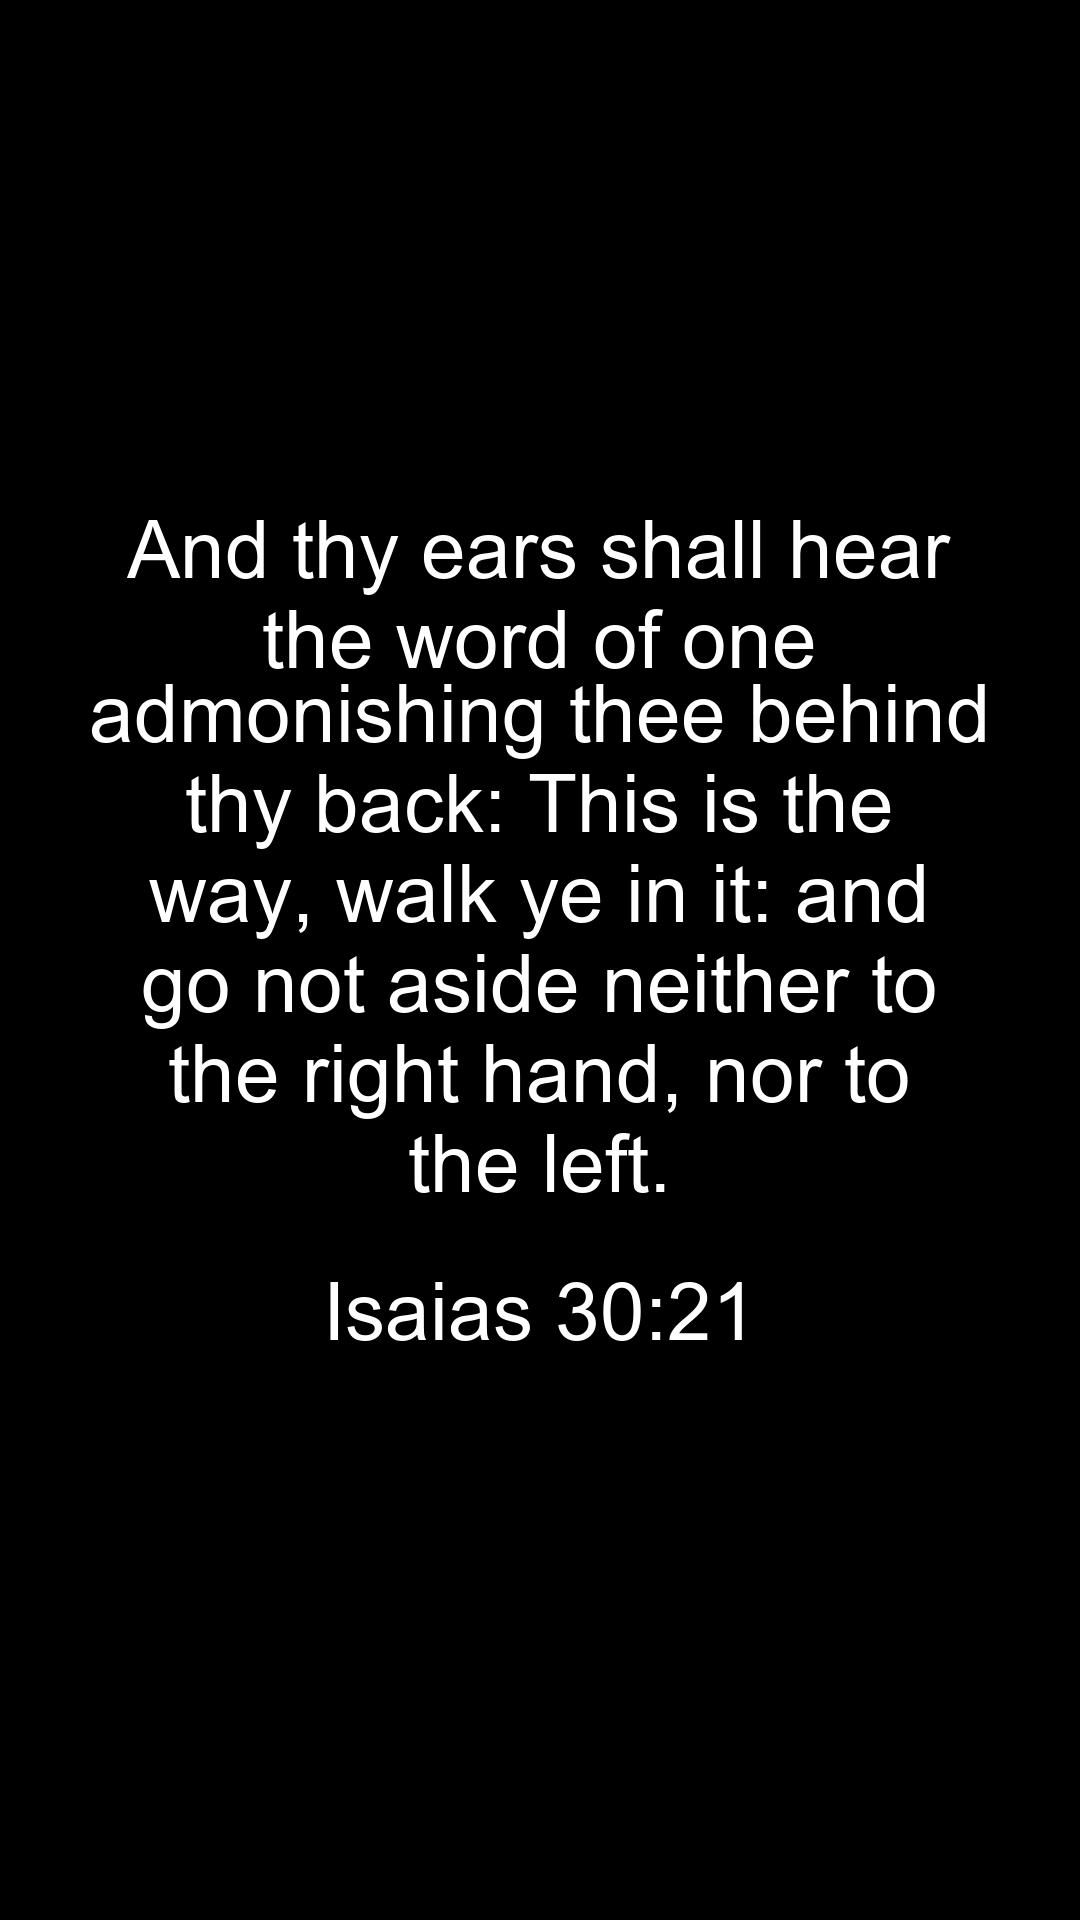 And thy ears shall hear
the word of one
admonishing thee behind
thy back: This is the
way, walk ye in it: and
go not aside neither to
the right hand, nor to
the left.
Isaias 30:21